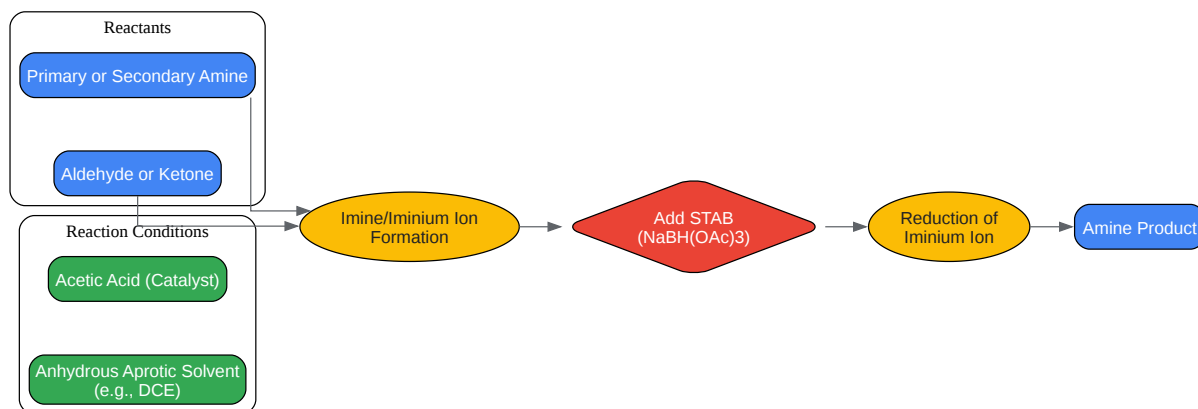 Reactants
Primary or Secondary Amine
Aldehyde or Ketone
Reaction Conditions
Acetic Acid (Catalyst)
Anhydrous Aprotic Solvent
(e.g., DCE)
Imine/Iminium Ion
Formation
Add STAB
(NaBH(OAc)3)
Reduction of
Iminium Ion
Amine Product